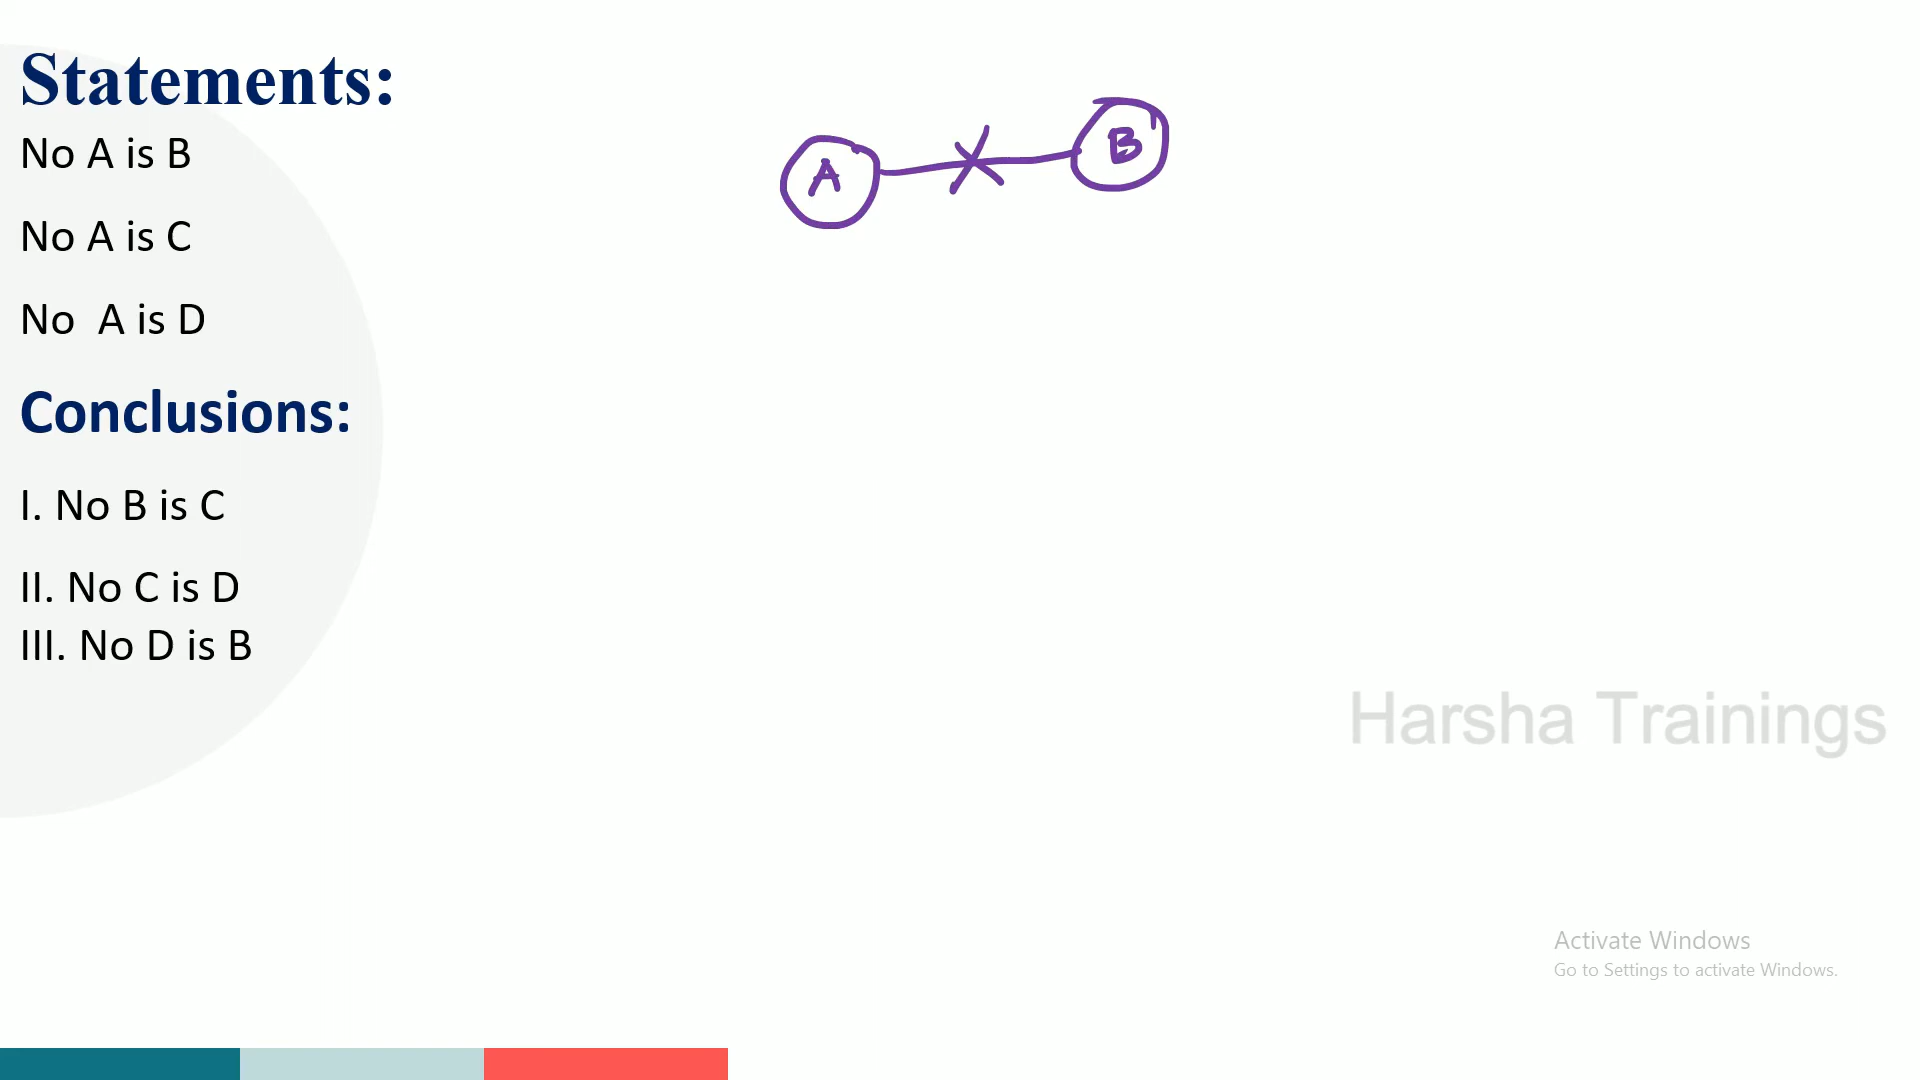 Statements:
No A is B
No A is C
No A is D
Conclusions:
I. No B is C
II. No C is D
III. No D is B
A
B
Harsha Trainings
Activate Windows
Go to Settings to activate Windows.